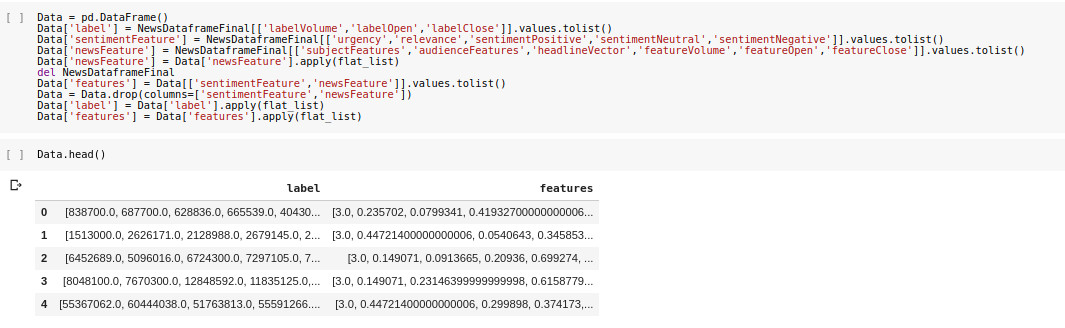 [ ] Data = pd.DataFrame()
Data['label'] = NewsDataframeFinal[['labelVolume','labelOpen','labelClose']].values.tolist()
Data['sentimentFeature'] = NewsDataframeFinal[['urgency','relevance','sentimentPositive','sentimentNeutral','sentimentNegative']].values.tolist()
Data['newsFeature'] = NewsDataframeFinal[['subjectFeatures','audienceFeatures','headlineVector','featureVolume','featureOpen','featureClose']].values.tolist()
Data['newsFeature'] = Data['newsFeature'].apply(flat_list)
del NewsDataframeFinal
Data['features'] = Data[['sentimentFeature','newsFeature']].values.tolist()
Data = Data.drop(columns=['sentimentFeature','newsFeature'])
Data['label'] = Data['label'].apply(flat_list)
Data['features'] = Data['features'].apply(flat_list)
[ ] Data.head()
label features
0 [838700.0, 687700.0, 628836.0, 665539.0, 40430... [3.0, 0.235702, 0.0799341, 0.41932700000000006...
1 [1513000.0, 2626171.0, 2128988.0, 2679145.0, 2... [3.0, 0.44721400000000006, 0.0540643, 0.345853...
2 [6452689.0, 5096016.0, 6724300.0, 7297105.0, 7... [3.0, 0.149071, 0.0913665, 0.20936, 0.699274, ...
3 [8048100.0, 7670300.0, 12848592.0, 11835125.0,... [3.0, 0.149071, 0.23146399999999998, 0.6158779...
4 [55367062.0, 60444038.0, 51763813.0, 55591266.... [3.0, 0.44721400000000006, 0.299898, 0.374173,...